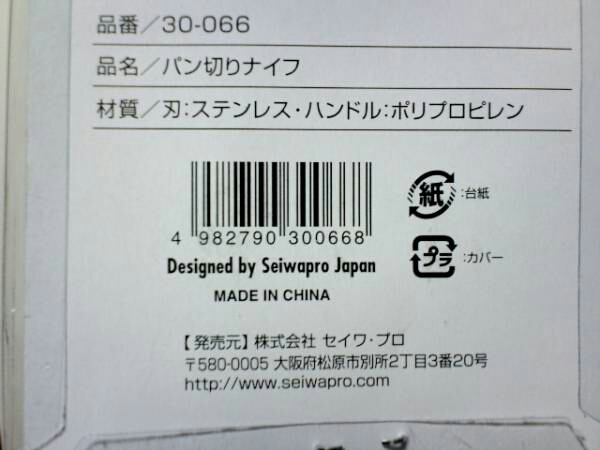 品番/30-066
品名/パン切りナイフ
材質/刃:ステンレス・ハンドル:ポリプロピレン
紙 :台紙
4 982790 300668
プラ :カバー
Designed by Seiwapro Japan
MADE IN CHINA
【発売元】株式会社 セイワ・プロ
〒580-0005 大阪府松原市別所2丁目3番20号
http://www.seiwapro.com